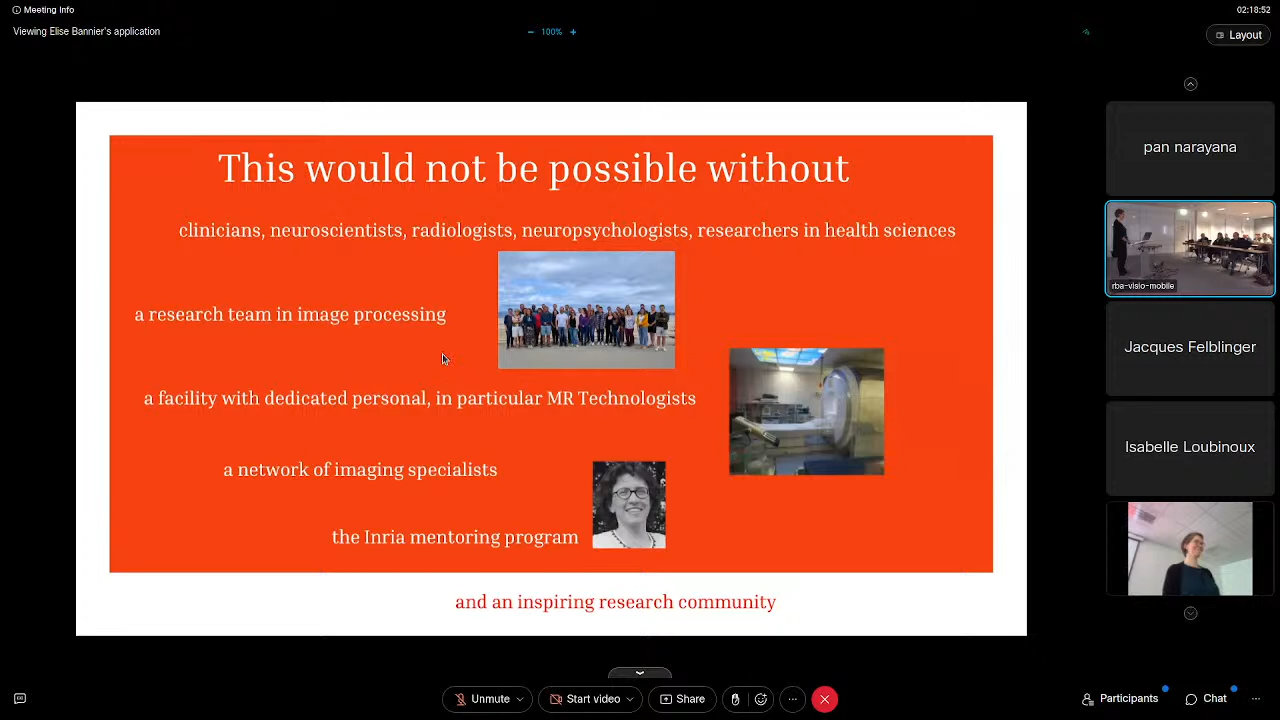 Meeting Info
02:18:52
Viewing Elise Bannier's application
100%
Layout
This would not be possible without
clinicians, neuroscientists, radiologists, neuropsychologists, researchers in health sciences
a research team in image processing
a facility with dedicated personal, in particular MR Technologists
a network of imaging specialists
the Inria mentoring program
and an inspiring research community
pan narayana
rba-visio-mobile
Jacques Felblinger
Isabelle Loubinoux
Unmute
Start video
Share
Participants
Chat